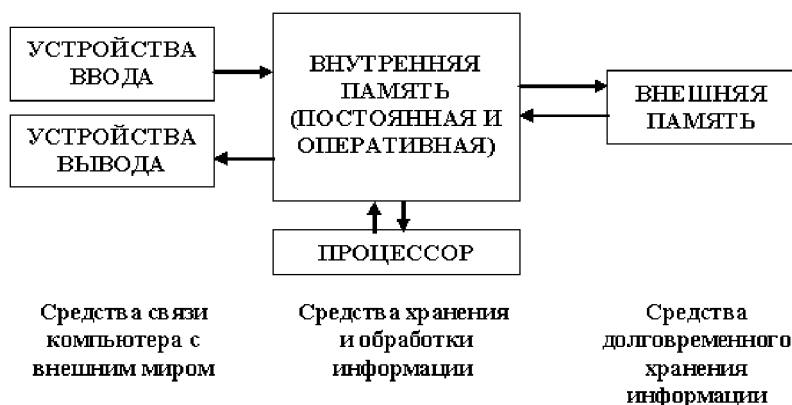 УСТРОЙСТВА
ВВОДА
УСТРОЙСТВА
ВЫВОДА
ВНУТРЕННЯЯ
ПАМЯТЬ
(ПОСТОЯННАЯ И
ОПЕРАТИВНАЯ)
ВНЕШНЯЯ
ПАМЯТЬ
ПРОЦЕССОР
Средства связи
компьютера с
внешним миром
Средства хранения
и обработки
информации
Средства
долговременного
хранения
информации